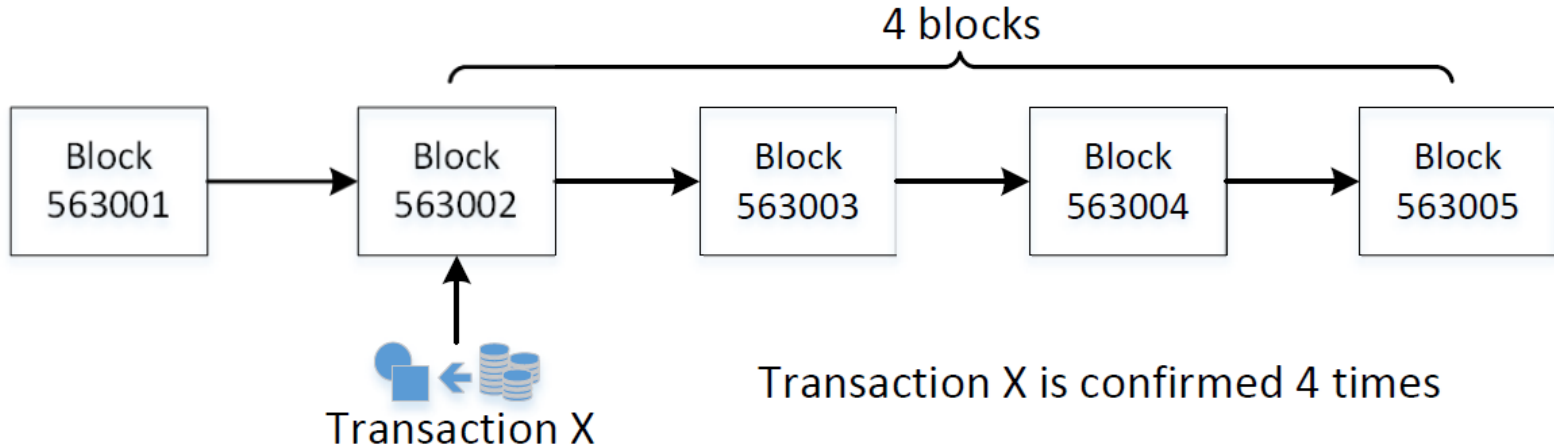 4 blocks
Block
563001
Block
563002
Block
563003
Block
563004
Block
563005
Transaction X
Transaction X is confirmed 4 times